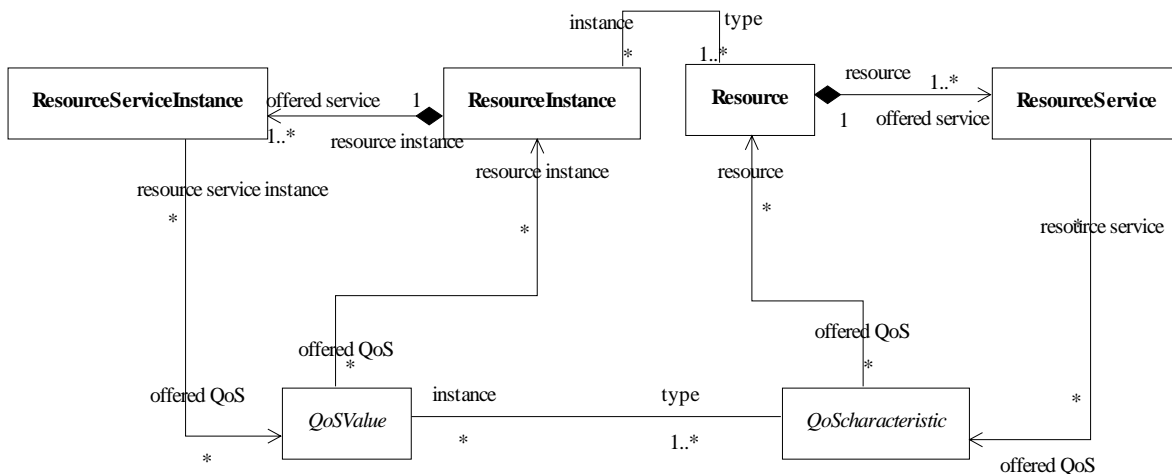 instance
type
*
1..*
ResourceServiceInstance
offered service
1
ResourceInstance
Resource
resource
1..*
ResourceService
1..*
resource instance
1
offered service
resource service instance
resource instance
resource
resource service
*
*
*
*
offered QoS
*
offered QoS
*
offered QoS
instance
type
*
QoSValue
QoScharacteristic
*
*
1..*
offered QoS